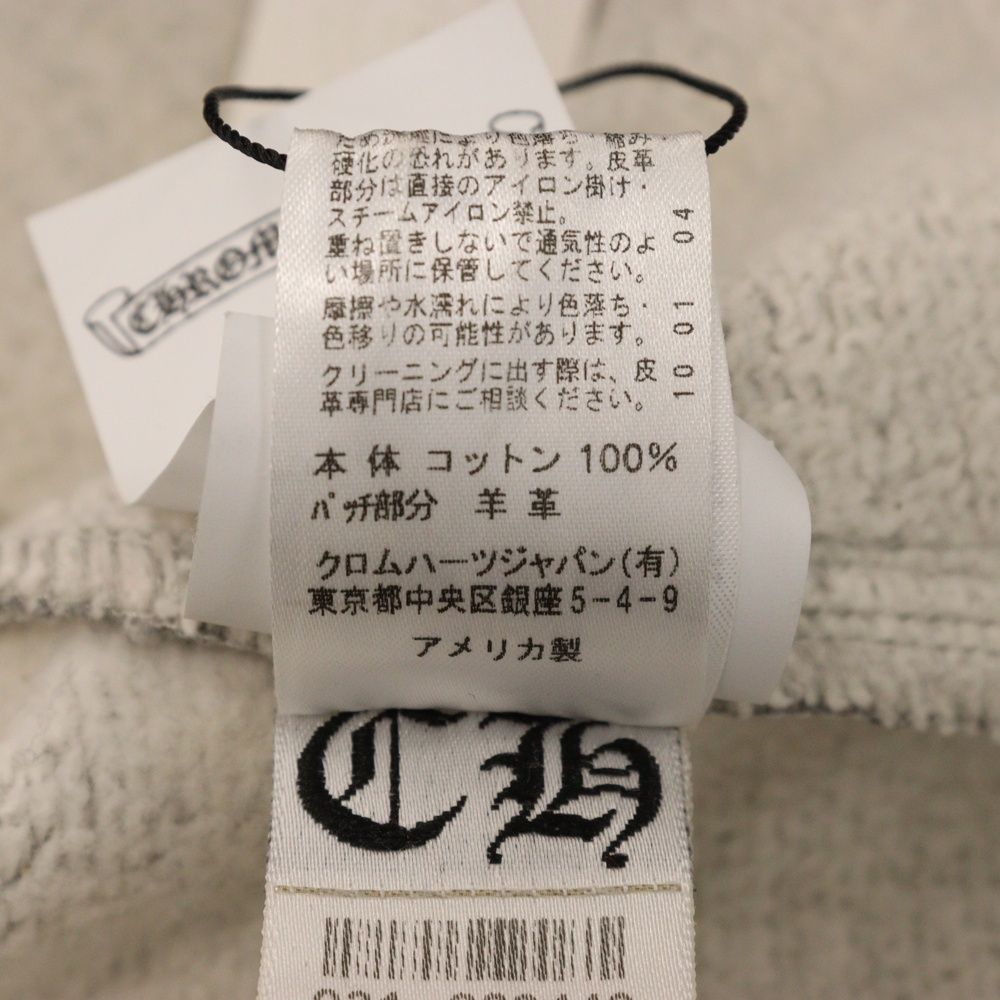 硬化の恐れがあります。皮革
部分は直接のアイロン掛け・
スチームアイロン禁止。
重ね置きしないで通気性のよ
い場所に保管してください。
摩擦や水濡れにより色落ち・
色移りの可能性があります。
クリーニングに出す際は、皮
革専門店にご相談ください。
10 01 04
本体 コットン 100%
パッチ部分 羊革
クロムハーツジャパン(有)
東京都中央区銀座5-4-9
アメリカ製
CH
CHROM